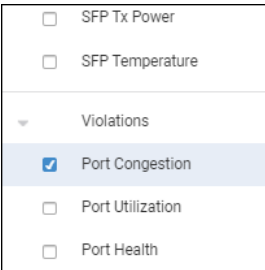 SFP Tx Power
SFP Temperature
Violations
Port Congestion
Port Utilization
Port Health